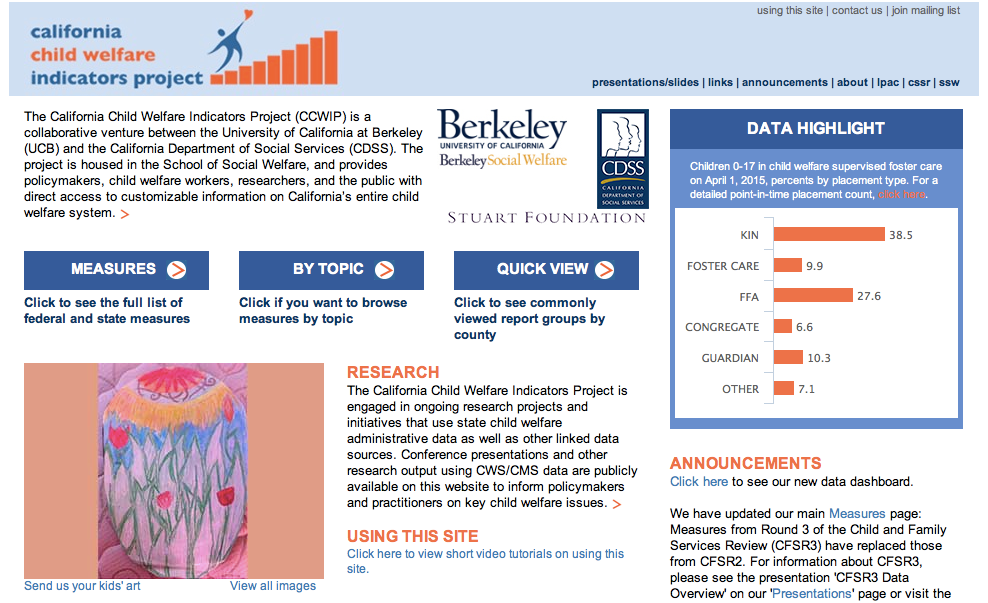 using this site | contact us | join mailing list
california
child welfare
indicators project
presentations/slides | links | announcements | about | lpac | cssr | ssw
The California Child Welfare Indicators Project (CCWIP) is a
collaborative venture between the University of California at Berkeley
(UCB) and the California Department of Social Services (CDSS). The
project is housed in the School of Social Welfare, and provides
policymakers, child welfare workers, researchers, and the public with
direct access to customizable information on California's entire child
welfare system. >
Berkeley
UNIVERSITY OF CALIFORNIA
Berkeley Social Welfare
CDSS
CALIFORNIA
DEPARTMENT OF
SOCIAL SERVICES
STUART FOUNDATION
MEASURES >
Click to see the full list of
federal and state measures
BY TOPIC >
Click if you want to browse
measures by topic
QUICK VIEW >
Click to see commonly
viewed report groups by
county
DATA HIGHLIGHT
Children 0-17 in child welfare supervised foster care
on April 1, 2015, percents by placement type. For a
detailed point-in-time placement count, click here.
KIN 38.5
FOSTER CARE 9.9
FFA 27.6
CONGREGATE 6.6
GUARDIAN 10.3
OTHER 7.1
Send us your kids' art
View all images
RESEARCH
The California Child Welfare Indicators Project is
engaged in ongoing research projects and
initiatives that use state child welfare
administrative data as well as other linked data
sources. Conference presentations and other
research output using CWS/CMS data are publicly
available on this website to inform policymakers
and practitioners on key child welfare issues. >
USING THIS SITE
Click here to view short video tutorials on using this
site.
ANNOUNCEMENTS
Click here to see our new data dashboard.
We have updated our main Measures page:
Measures from Round 3 of the Child and Family
Services Review (CFSR3) have replaced those
from CFSR2. For information about CFSR3,
please see the presentation 'CFSR3 Data
Overview' on our 'Presentations' page or visit the